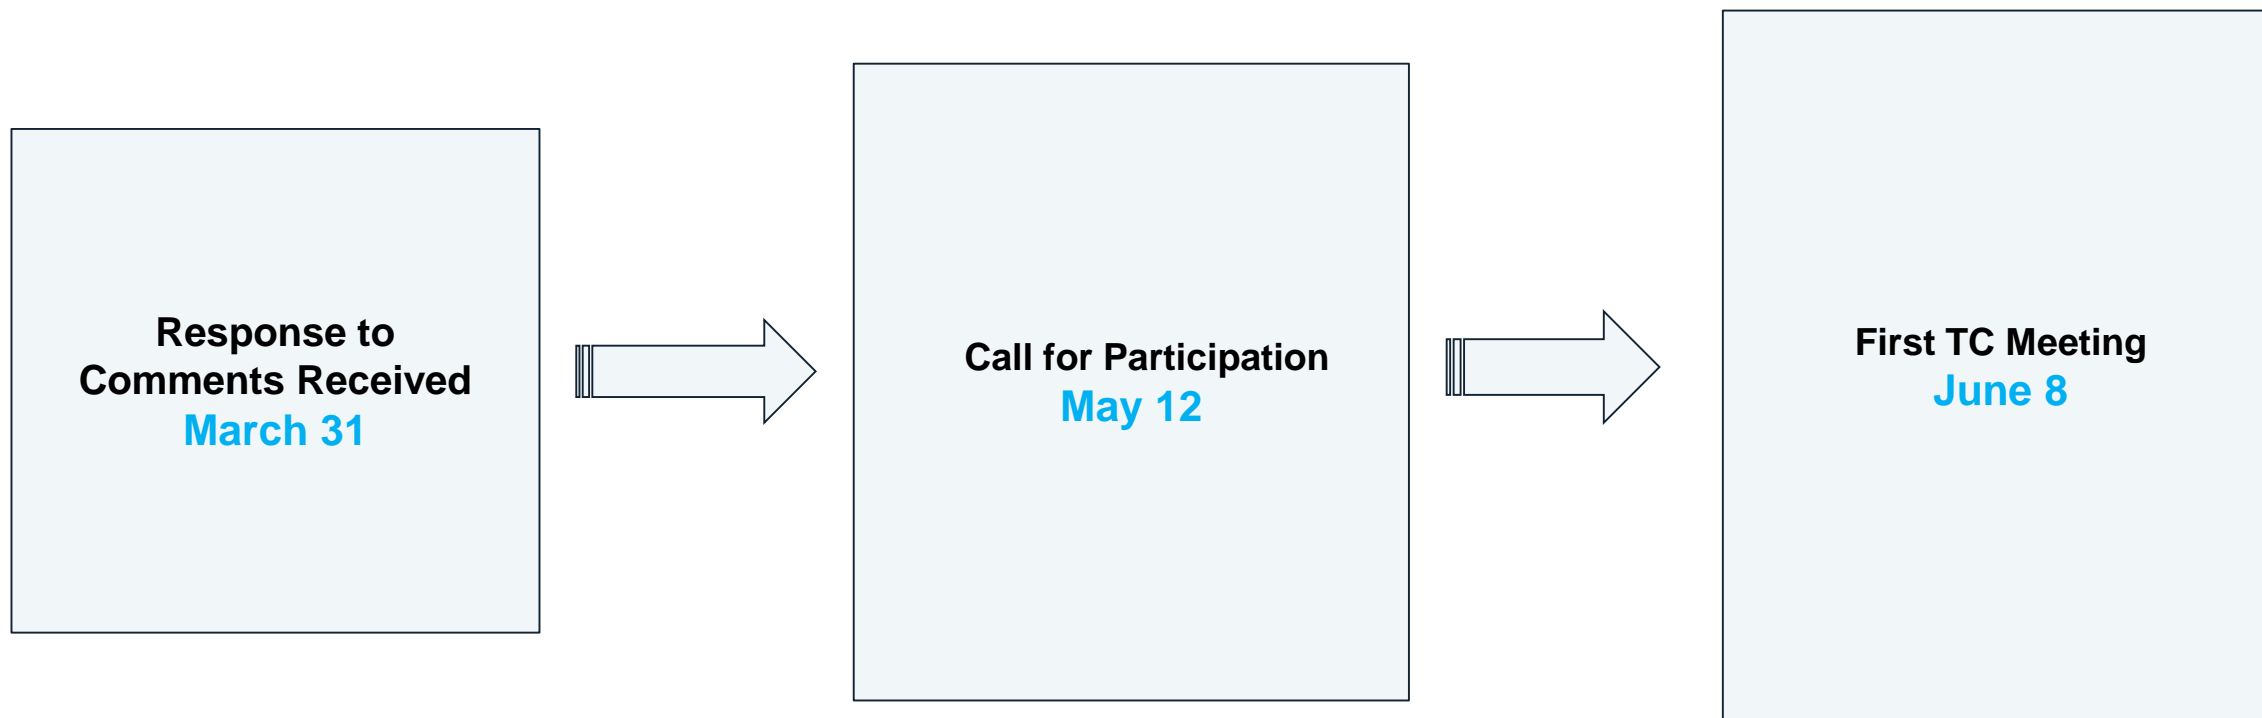 Response to
Comments Received
March 31
Call for Participation
May 12
First TC Meeting
June 8